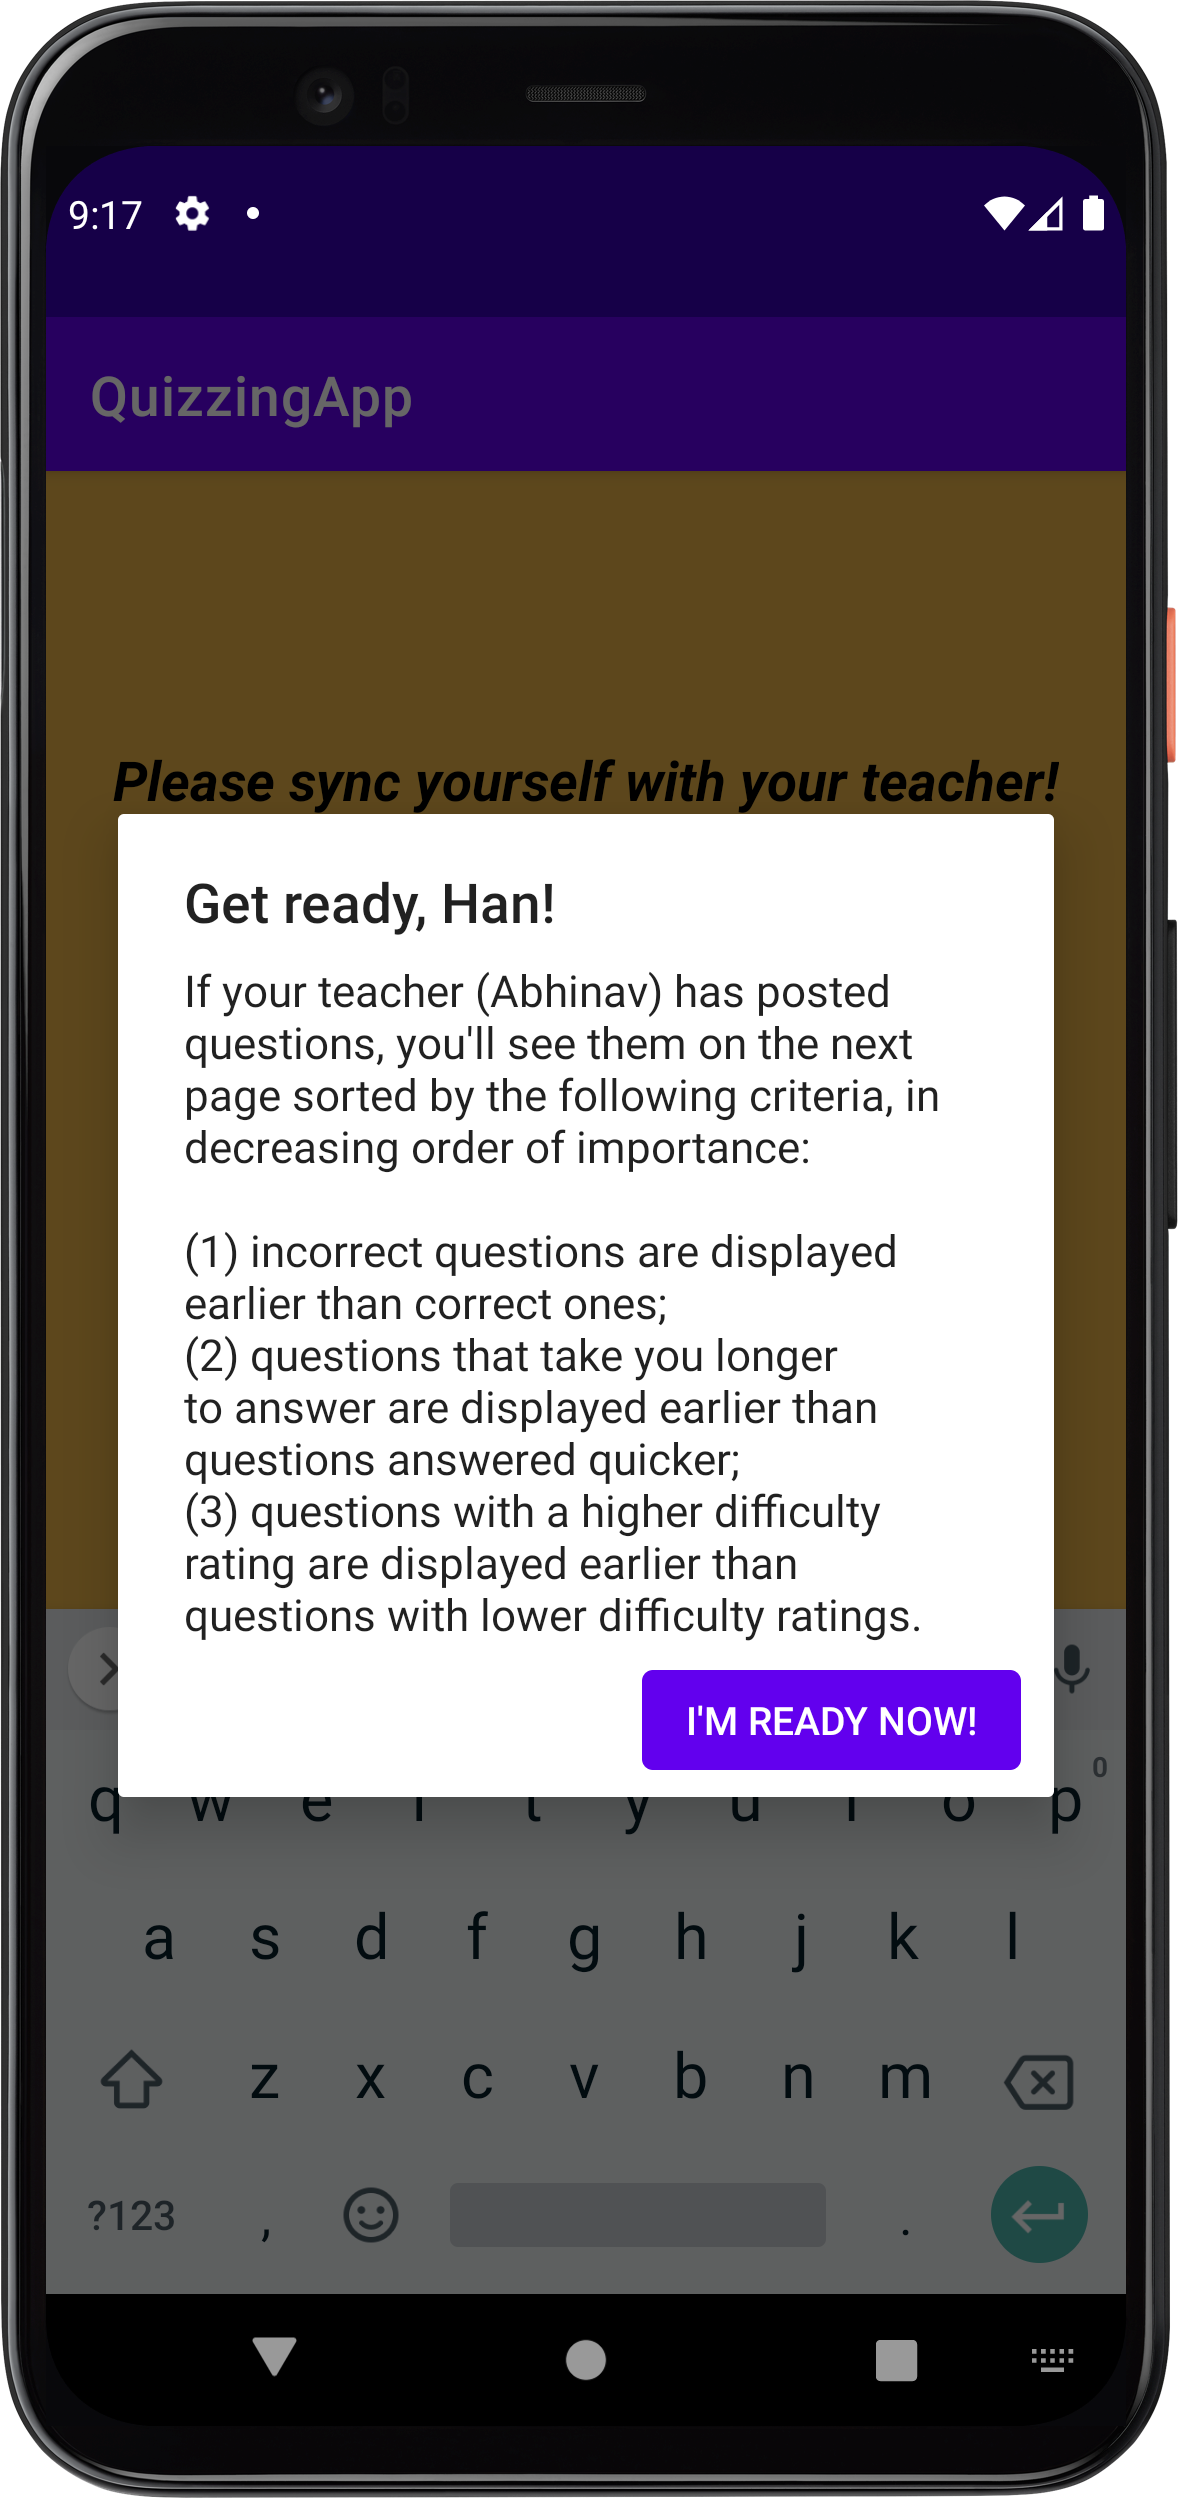 9:17
QuizzingApp
Please sync yourself with your teacher!
Get ready, Han!
If your teacher (Abhinav) has posted
questions, you'll see them on the next
page sorted by the following criteria, in
decreasing order of importance:
(1) incorrect questions are displayed
earlier than correct ones;
(2) questions that take you longer
to answer are displayed earlier than
questions answered quicker;
(3) questions with a higher difficulty
rating are displayed earlier than
questions with lower difficulty ratings.
I'M READY NOW!
0
q w e r t y u i o p
a s d f g h j k l
z x c v b n m
?123 , .